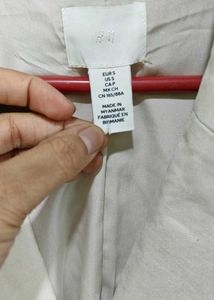 H&M
EUR S
US S
CA P
MX CH
CN 165/88A
MADE IN
MYANMAR
FABRIQUÉ EN
BIRMANIE